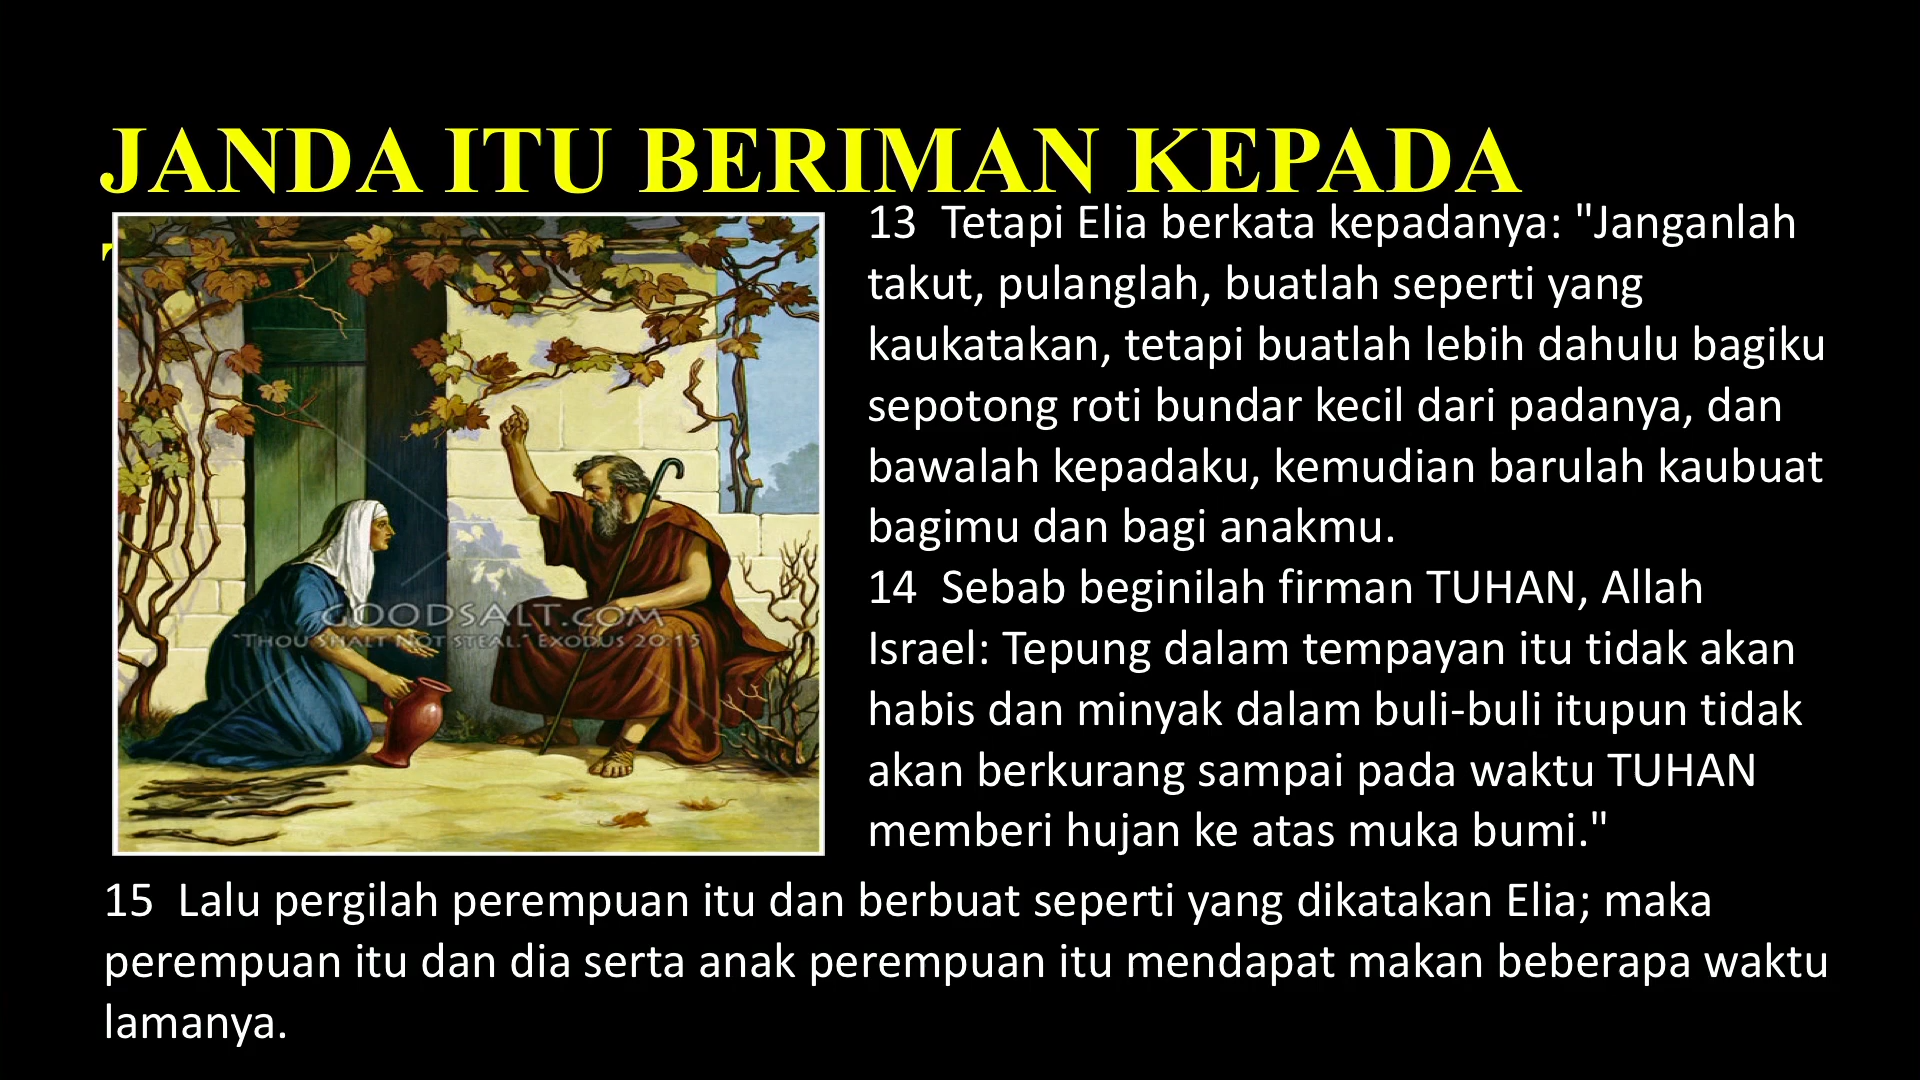 JANDA ITU BERIMAN KEPADA
13  Tetapi Elia berkata kepadanya: "Janganlah
takut, pulanglah, buatlah seperti yang
kaukatakan, tetapi buatlah lebih dahulu bagiku
sepotong roti bundar kecil dari padanya, dan
bawalah kepadaku, kemudian barulah kaubuat
bagimu dan bagi anakmu.
14  Sebab beginilah firman TUHAN, Allah
Israel: Tepung dalam tempayan itu tidak akan
habis dan minyak dalam buli-buli itupun tidak
akan berkurang sampai pada waktu TUHAN
memberi hujan ke atas muka bumi."
GOODSALT.COM
"THOU SHALT NOT STEAL." EXODUS 20:15
15  Lalu pergilah perempuan itu dan berbuat seperti yang dikatakan Elia; maka
perempuan itu dan dia serta anak perempuan itu mendapat makan beberapa waktu
lamanya.